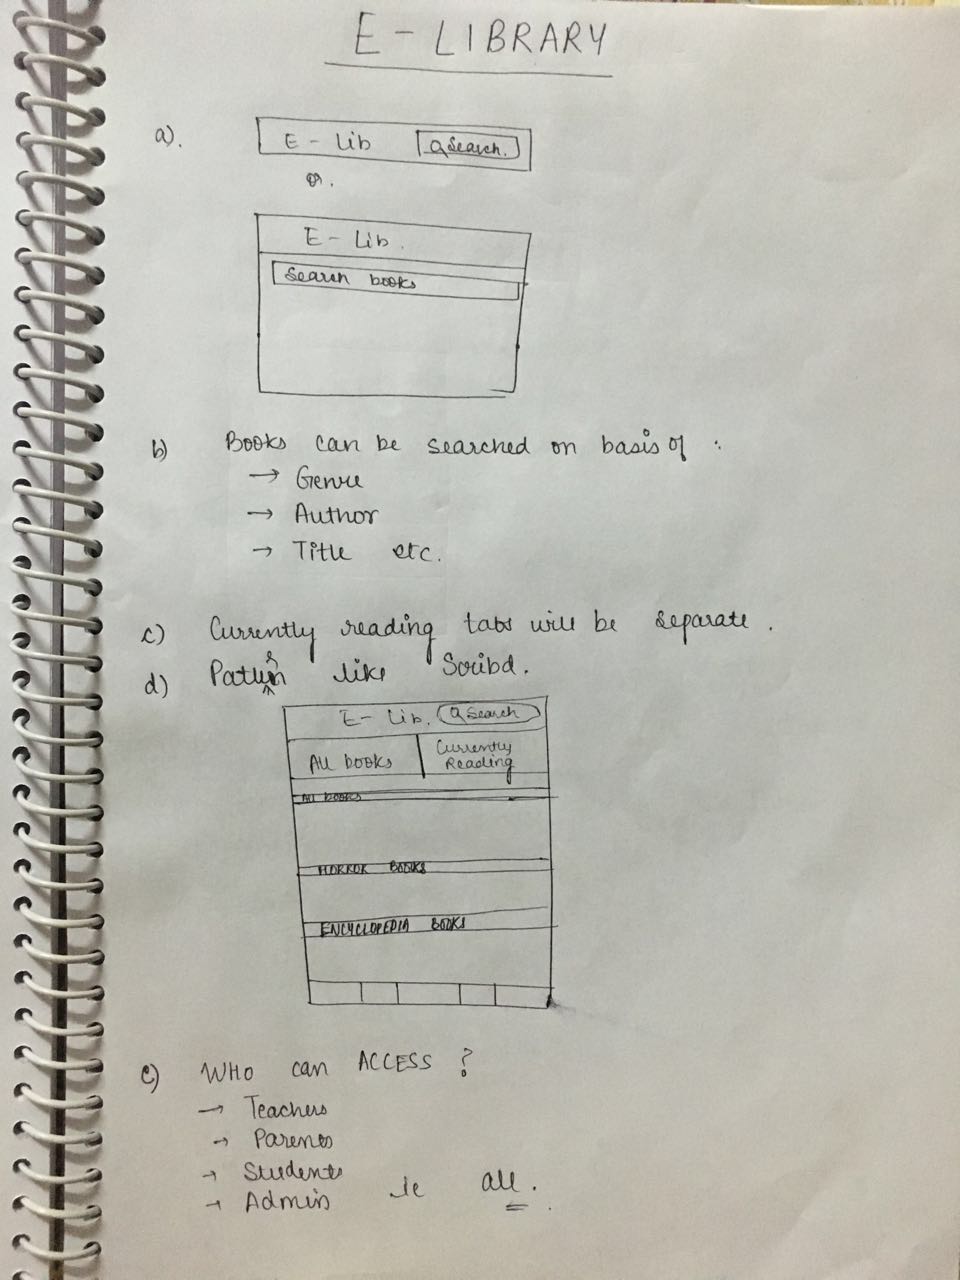 E - LIBRARY
a).
E - Lib Search.
or.
E - Lib.
Search books
b) Books can be searched on basis of :
→ Genre
→ Author
→ Title etc.
c) Currently reading tabs will be separate.
d) Pattern like Scribd.
E - Lib. Search
All books
Currently
Reading
All BOOKS
HORROR BOOKS
ENCYCLOPEDIA BOOKS
e) WHO can ACCESS ?
→ Teachers
→ Parents
→ Students
→ Admin ie all.